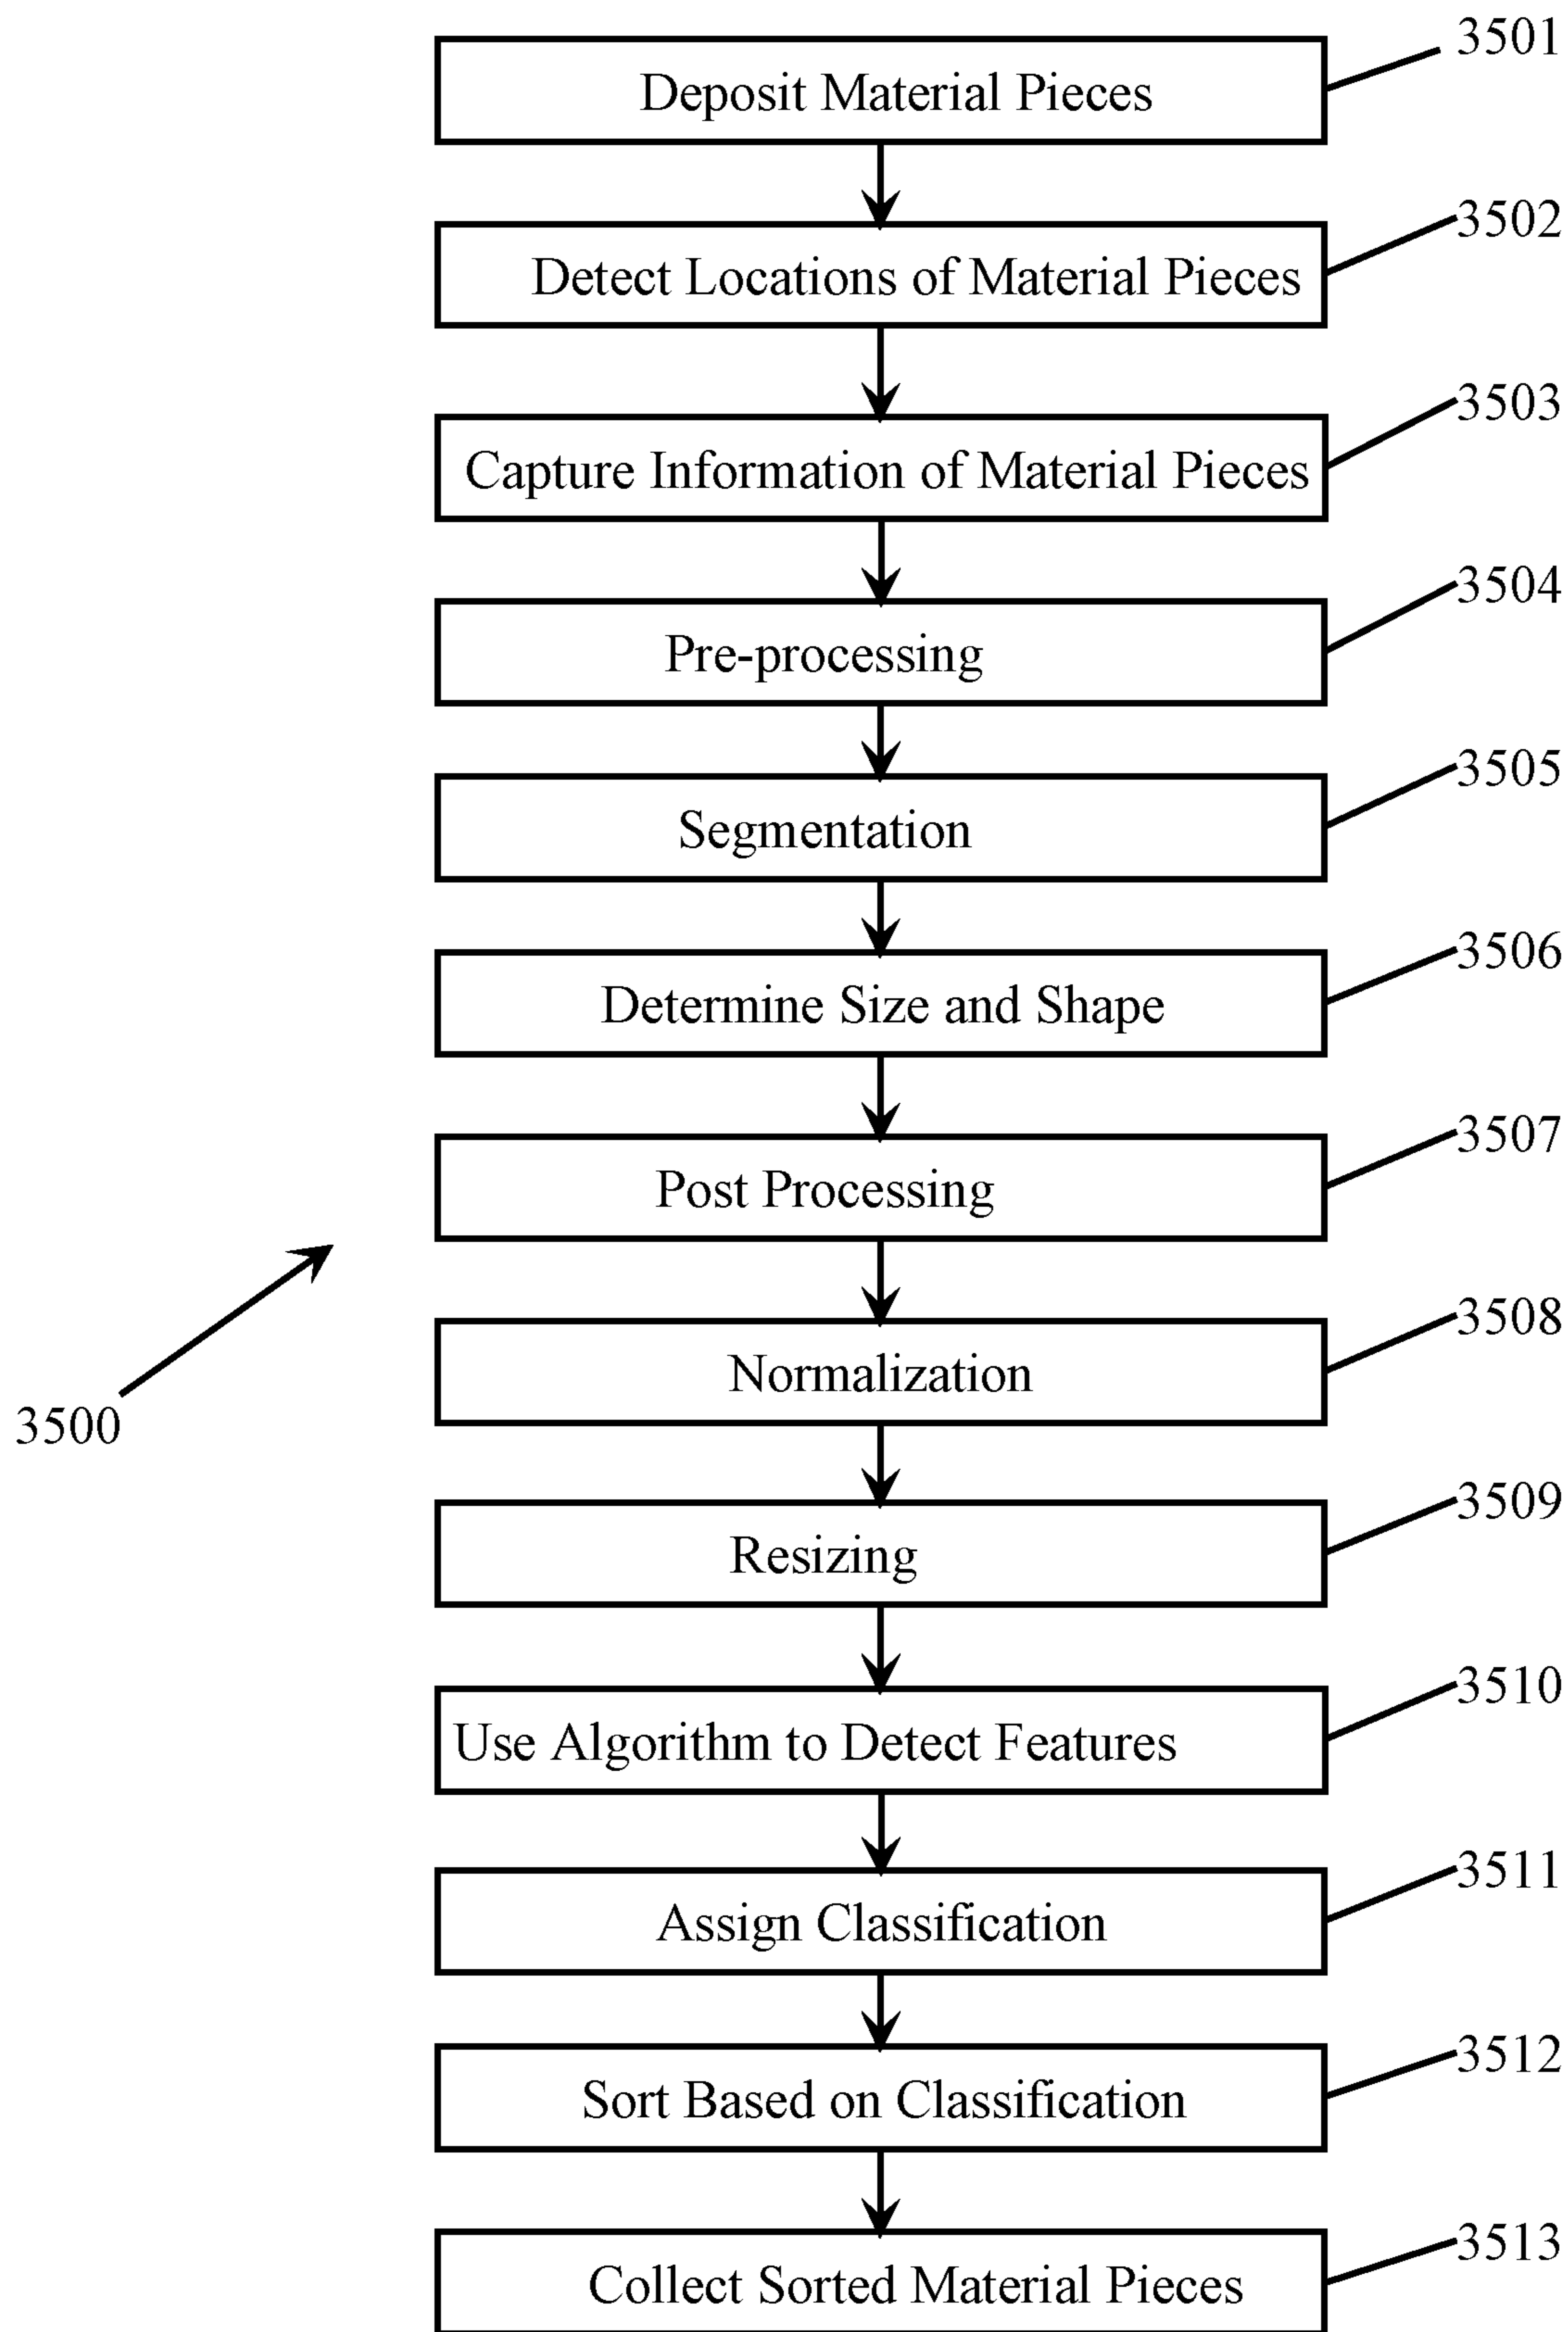 3501
Deposit Material Pieces
3502
Detect Locations of Material Pieces
3503
Capture Information of Material Pieces
3504
Pre-processing
3505
Segmentation
3506
Determine Size and Shape
3507
Post Processing
3508
Normalization
3500
3509
Resizing
3510
Use Algorithm to Detect Features
3511
Assign Classification
3512
Sort Based on Classification
3513
Collect Sorted Material Pieces